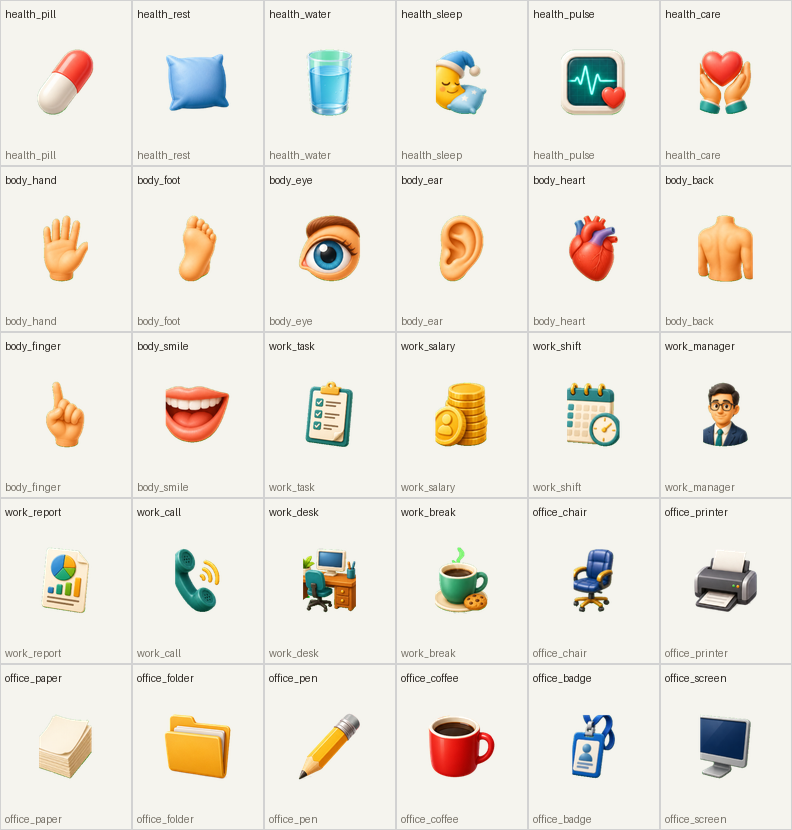 health_pill health_rest health_water health_sleep health_pulse health_care
health_pill health_rest health_water health_sleep health_pulse health_care
body_hand body_foot body_eye body_ear body_heart body_back
body_hand body_foot body_eye body_ear body_heart body_back
body_finger body_smile work_task work_salary work_shift work_manager
body_finger body_smile work_task work_salary work_shift work_manager
work_report work_call work_desk work_break office_chair office_printer
work_report work_call work_desk work_break office_chair office_printer
office_paper office_folder office_pen office_coffee office_badge office_screen
office_paper office_folder office_pen office_coffee office_badge office_screen